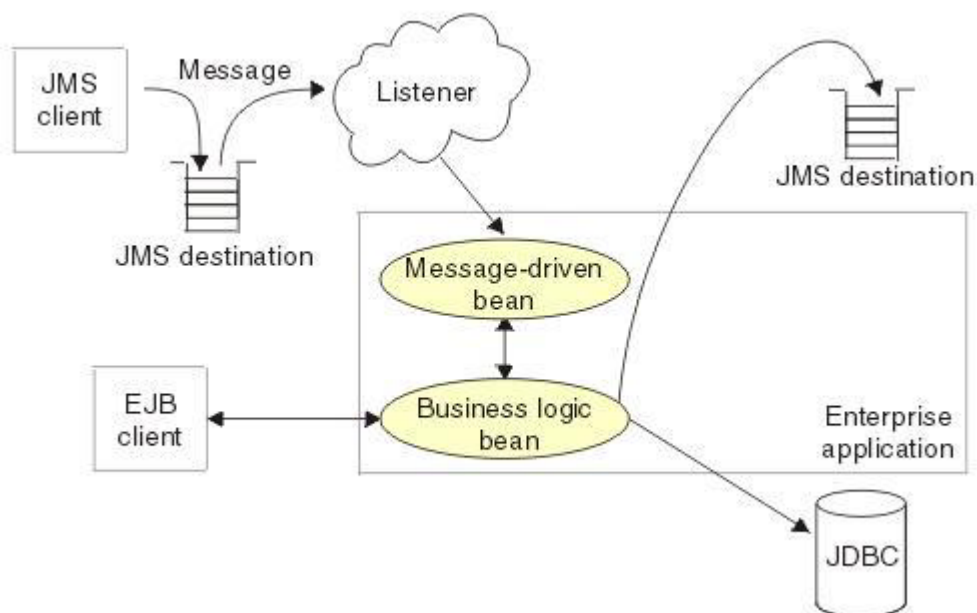 JMS
client
Message
Listener
JMS destination
JMS destination
Message-driven
bean
EJB
client
Business logic
bean
Enterprise
application
JDBC